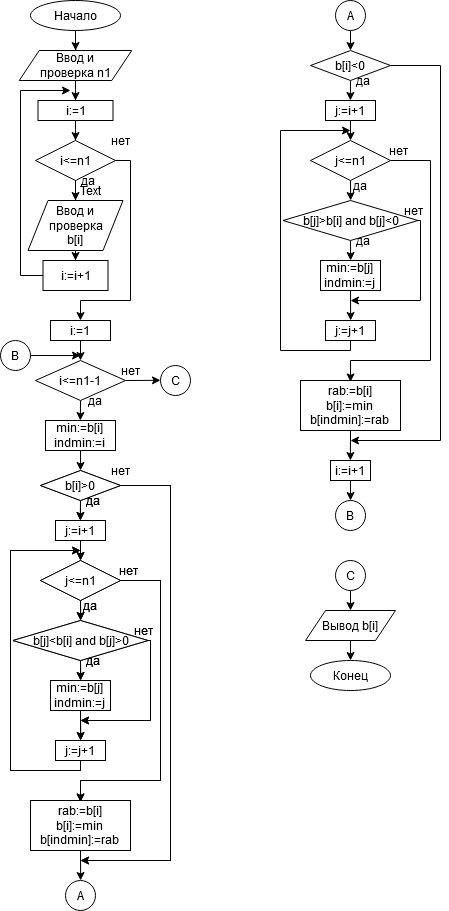 Начало
Ввод и
проверка n1
i:=1
i<=n1
нет
да
Text
Ввод и
проверка
b[i]
i:=i+1
i:=1
B
i<=n1-1
нет
C
да
min:=b[i]
indmin:=i
b[i]>0
нет
да
j:=i+1
j<=n1
нет
да
b[j]<b[i] and b[j]>0
нет
да
min:=b[j]
indmin:=j
j:=j+1
rab:=b[i]
b[i]:=min
b[indmin]:=rab
A
A
b[i]<0
да
j:=i+1
j<=n1
нет
да
b[j]>b[i] and b[j]<0
нет
да
min:=b[j]
indmin:=j
j:=j+1
rab:=b[i]
b[i]:=min
b[indmin]:=rab
i:=i+1
B
C
Вывод b[i]
Конец